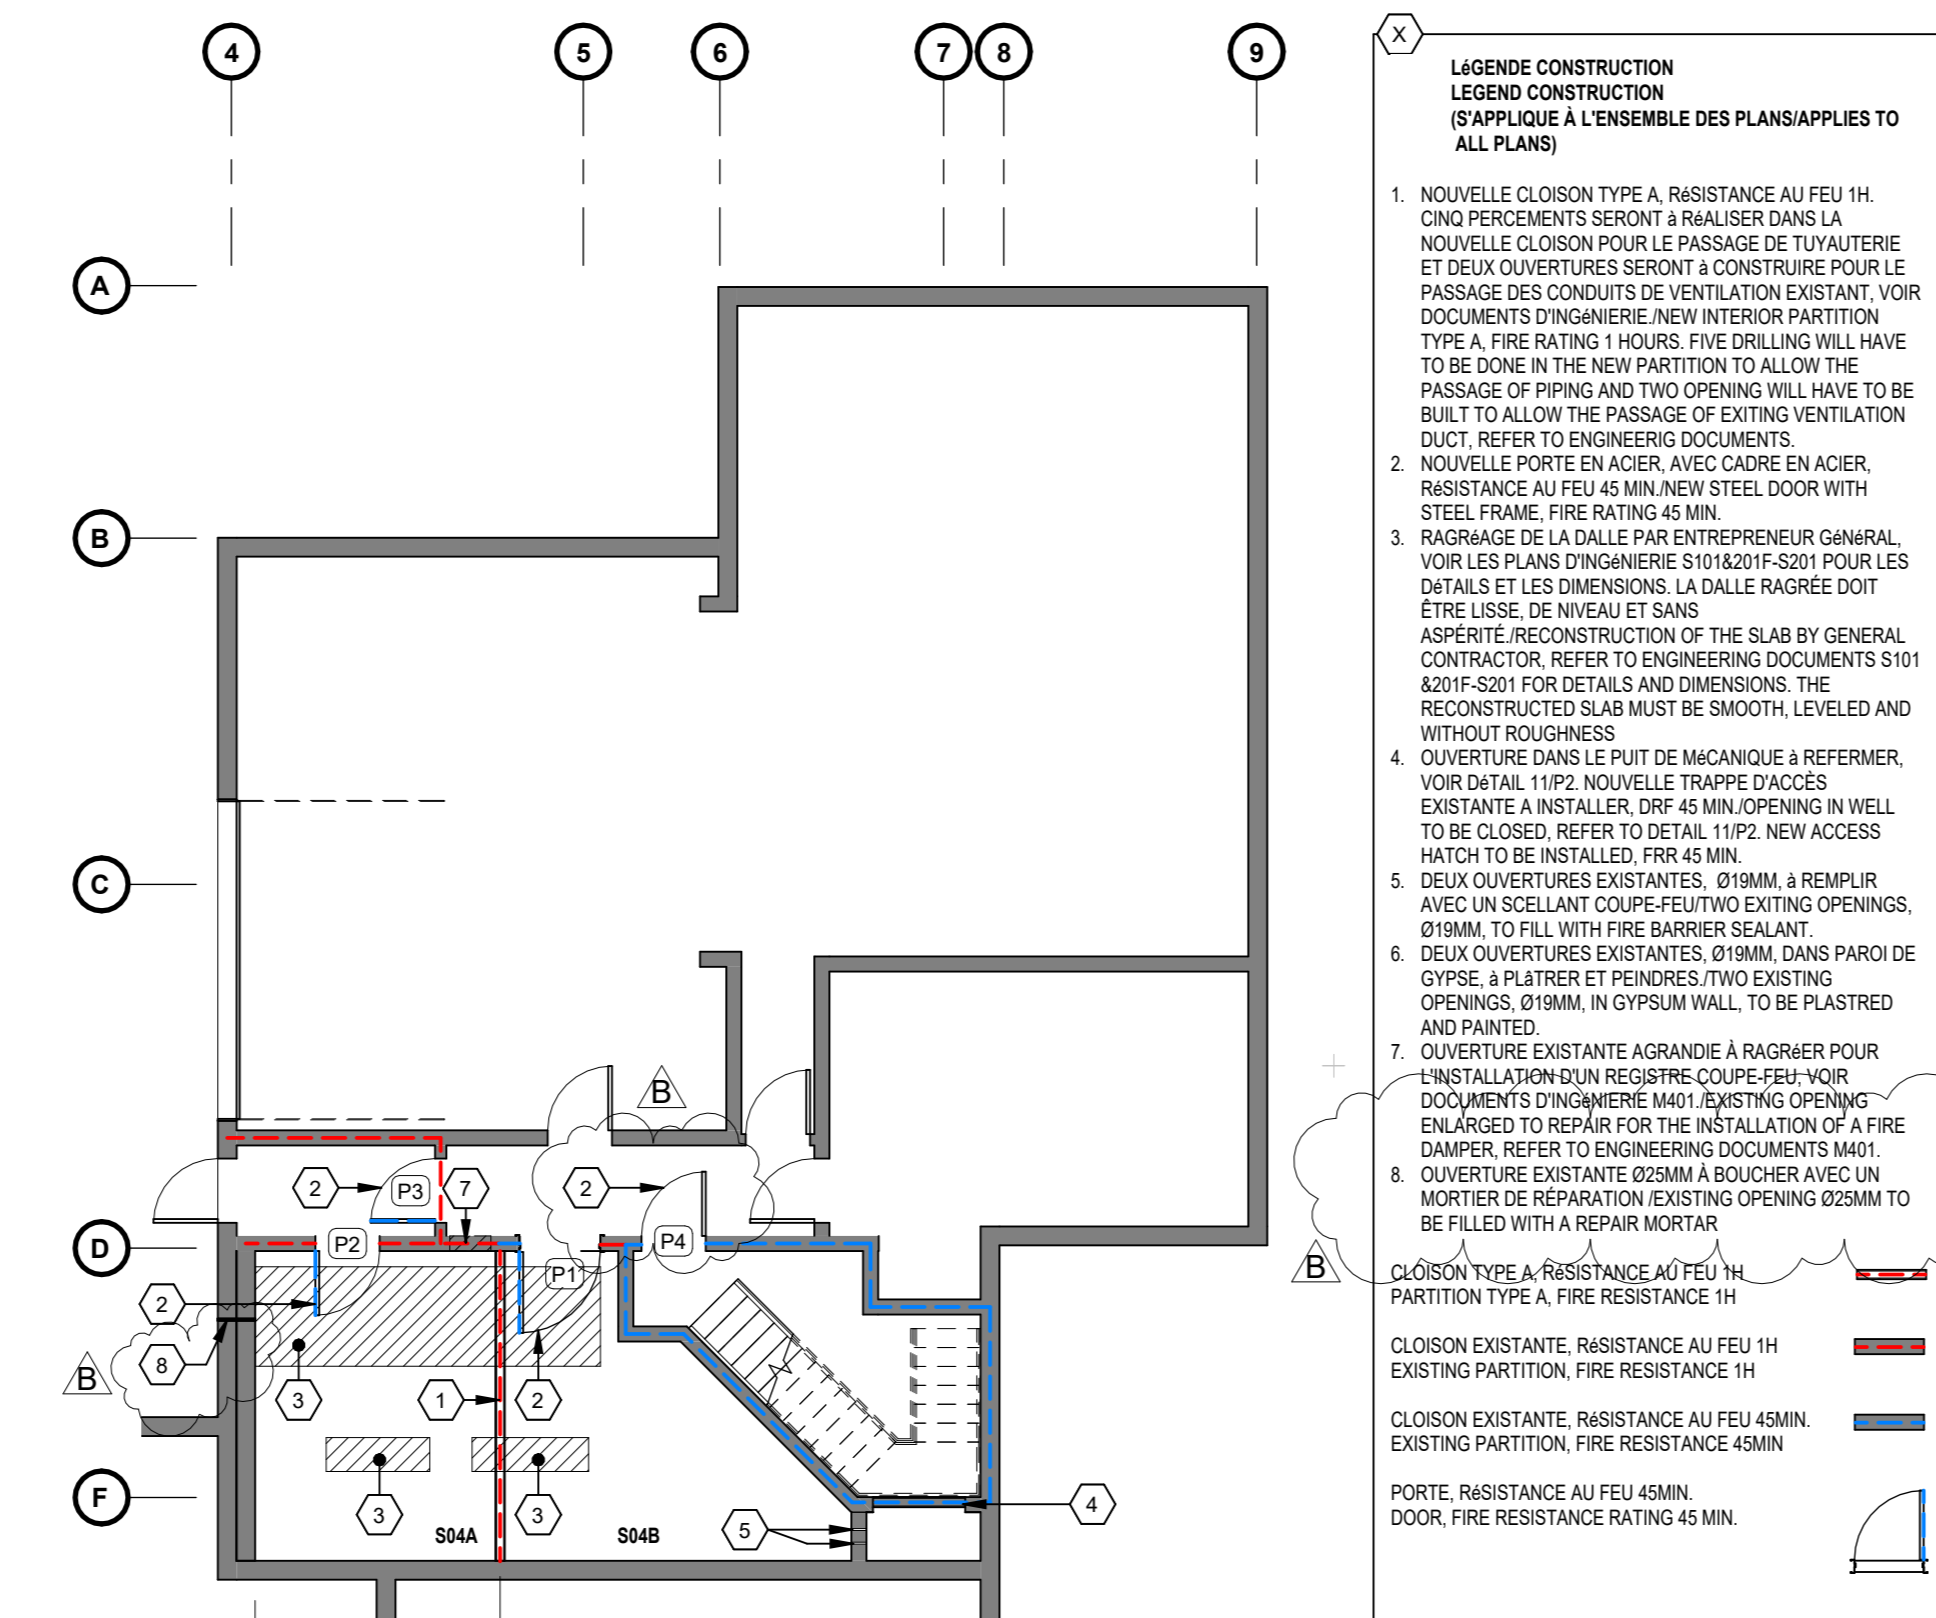 4 5 6 7 8 9
A
B
C
D
F
B
2
P3
7
2
P2
P4
P1
2
8
B
3
1
2
3
3
S04A
S04B
5
4
X
LéGENDE CONSTRUCTION
LEGEND CONSTRUCTION
(S'APPLIQUE À L'ENSEMBLE DES PLANS/APPLIES TO
ALL PLANS)
1. NOUVELLE CLOISON TYPE A, RéSISTANCE AU FEU 1H.
CINQ PERCEMENTS SERONT à RéALISER DANS LA
NOUVELLE CLOISON POUR LE PASSAGE DE TUYAUTERIE
ET DEUX OUVERTURES SERONT à CONSTRUIRE POUR LE
PASSAGE DES CONDUITS DE VENTILATION EXISTANT, VOIR
DOCUMENTS D'INGéNIERIE./NEW INTERIOR PARTITION
TYPE A, FIRE RATING 1 HOURS. FIVE DRILLING WILL HAVE
TO BE DONE IN THE NEW PARTITION TO ALLOW THE
PASSAGE OF PIPING AND TWO OPENING WILL HAVE TO BE
BUILT TO ALLOW THE PASSAGE OF EXITING VENTILATION
DUCT, REFER TO ENGINEERIG DOCUMENTS.
2. NOUVELLE PORTE EN ACIER, AVEC CADRE EN ACIER,
RéSISTANCE AU FEU 45 MIN./NEW STEEL DOOR WITH
STEEL FRAME, FIRE RATING 45 MIN.
3. RAGRéAGE DE LA DALLE PAR ENTREPRENEUR GéNéRAL,
VOIR LES PLANS D'INGéNIERIE S101&201F-S201 POUR LES
DéTAILS ET LES DIMENSIONS. LA DALLE RAGRÉE DOIT
ÊTRE LISSE, DE NIVEAU ET SANS
ASPÉRITÉ./RECONSTRUCTION OF THE SLAB BY GENERAL
CONTRACTOR, REFER TO ENGINEERING DOCUMENTS S101
&201F-S201 FOR DETAILS AND DIMENSIONS. THE
RECONSTRUCTED SLAB MUST BE SMOOTH, LEVELED AND
WITHOUT ROUGHNESS
4. OUVERTURE DANS LE PUIT DE MéCANIQUE à REFERMER,
VOIR DéTAIL 11/P2. NOUVELLE TRAPPE D'ACCÈS
EXISTANTE A INSTALLER, DRF 45 MIN./OPENING IN WELL
TO BE CLOSED, REFER TO DETAIL 11/P2. NEW ACCESS
HATCH TO BE INSTALLED, FRR 45 MIN.
5. DEUX OUVERTURES EXISTANTES, Ø19MM, à REMPLIR
AVEC UN SCELLANT COUPE-FEU/TWO EXITING OPENINGS,
Ø19MM, TO FILL WITH FIRE BARRIER SEALANT.
6. DEUX OUVERTURES EXISTANTES, Ø19MM, DANS PAROI DE
GYPSE, à PLâTRER ET PEINDRES./TWO EXISTING
OPENINGS, Ø19MM, IN GYPSUM WALL, TO BE PLASTRED
AND PAINTED.
7. OUVERTURE EXISTANTE AGRANDIE À RAGRéER POUR
L'INSTALLATION D'UN REGISTRE COUPE-FEU, VOIR
DOCUMENTS D'INGéNIERIE M401./EXISTING OPENING
ENLARGED TO REPAIR FOR THE INSTALLATION OF A FIRE
DAMPER, REFER TO ENGINEERING DOCUMENTS M401.
8. OUVERTURE EXISTANTE Ø25MM À BOUCHER AVEC UN
MORTIER DE RÉPARATION /EXISTING OPENING Ø25MM TO
BE FILLED WITH A REPAIR MORTAR
B
CLOISON TYPE A, RéSISTANCE AU FEU 1H
PARTITION TYPE A, FIRE RESISTANCE 1H
CLOISON EXISTANTE, RéSISTANCE AU FEU 1H
EXISTING PARTITION, FIRE RESISTANCE 1H
CLOISON EXISTANTE, RéSISTANCE AU FEU 45MIN.
EXISTING PARTITION, FIRE RESISTANCE 45MIN
PORTE, RéSISTANCE AU FEU 45MIN.
DOOR, FIRE RESISTANCE RATING 45 MIN.